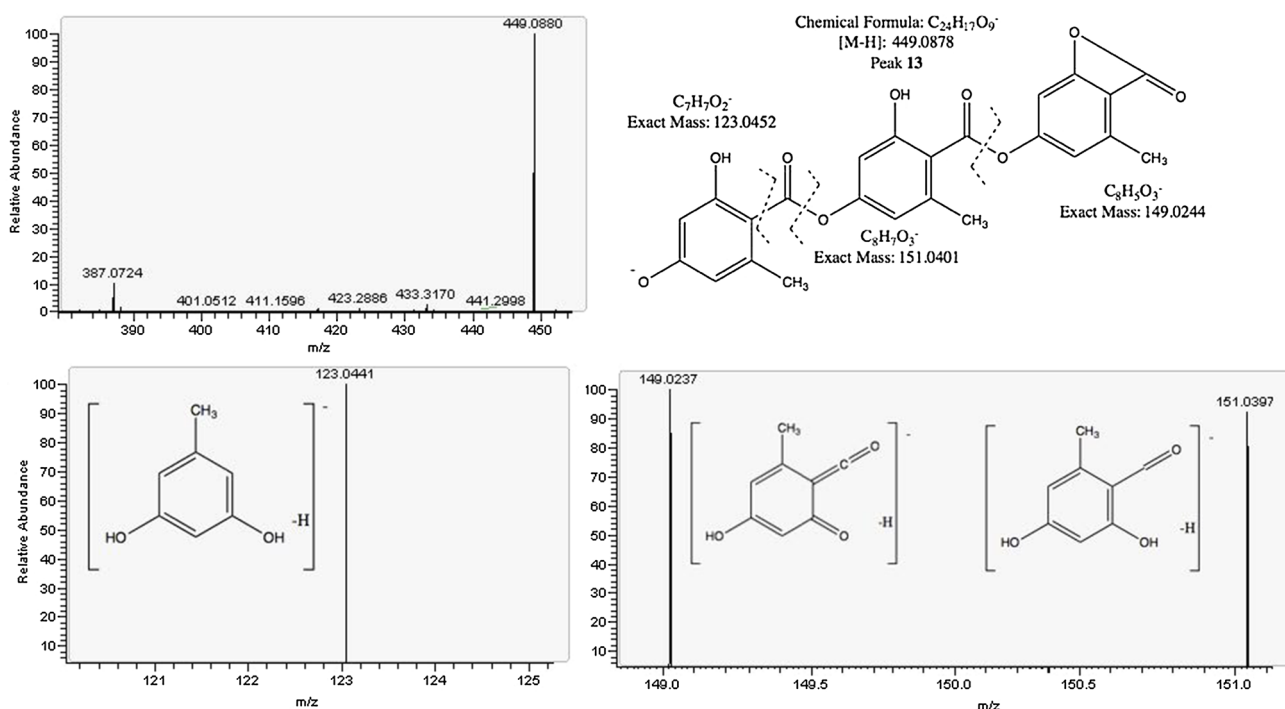 449.0880
100
90
80
70
60
50
40
30
20
10
0
Relative Abundance
387.0724
401.0512
411.1596
423.2886
433.3170
441.2998
390
400
410
420
430
440
450
m/z
Chemical Formula: C24H17O9-
[M-H]: 449.0878
Peak 13
C7H7O2-
Exact Mass: 123.0452
OH
O
O
OH
O
O
O
O
CH3
CH3
CH3
-
O
C8H7O3-
Exact Mass: 151.0401
C8H5O3-
Exact Mass: 149.0244
123.0441
100
90
80
70
60
50
40
30
20
10
Relative Abundance
CH3
HO
OH
-H
-
121
122
123
124
125
m/z
149.0237
151.0397
100
90
80
70
60
50
40
30
20
10
CH3
C
O
HO
O
-H
-
CH3
O
HO
OH
-H
-
149.0
149.5
150.0
150.5
151.0
m/z